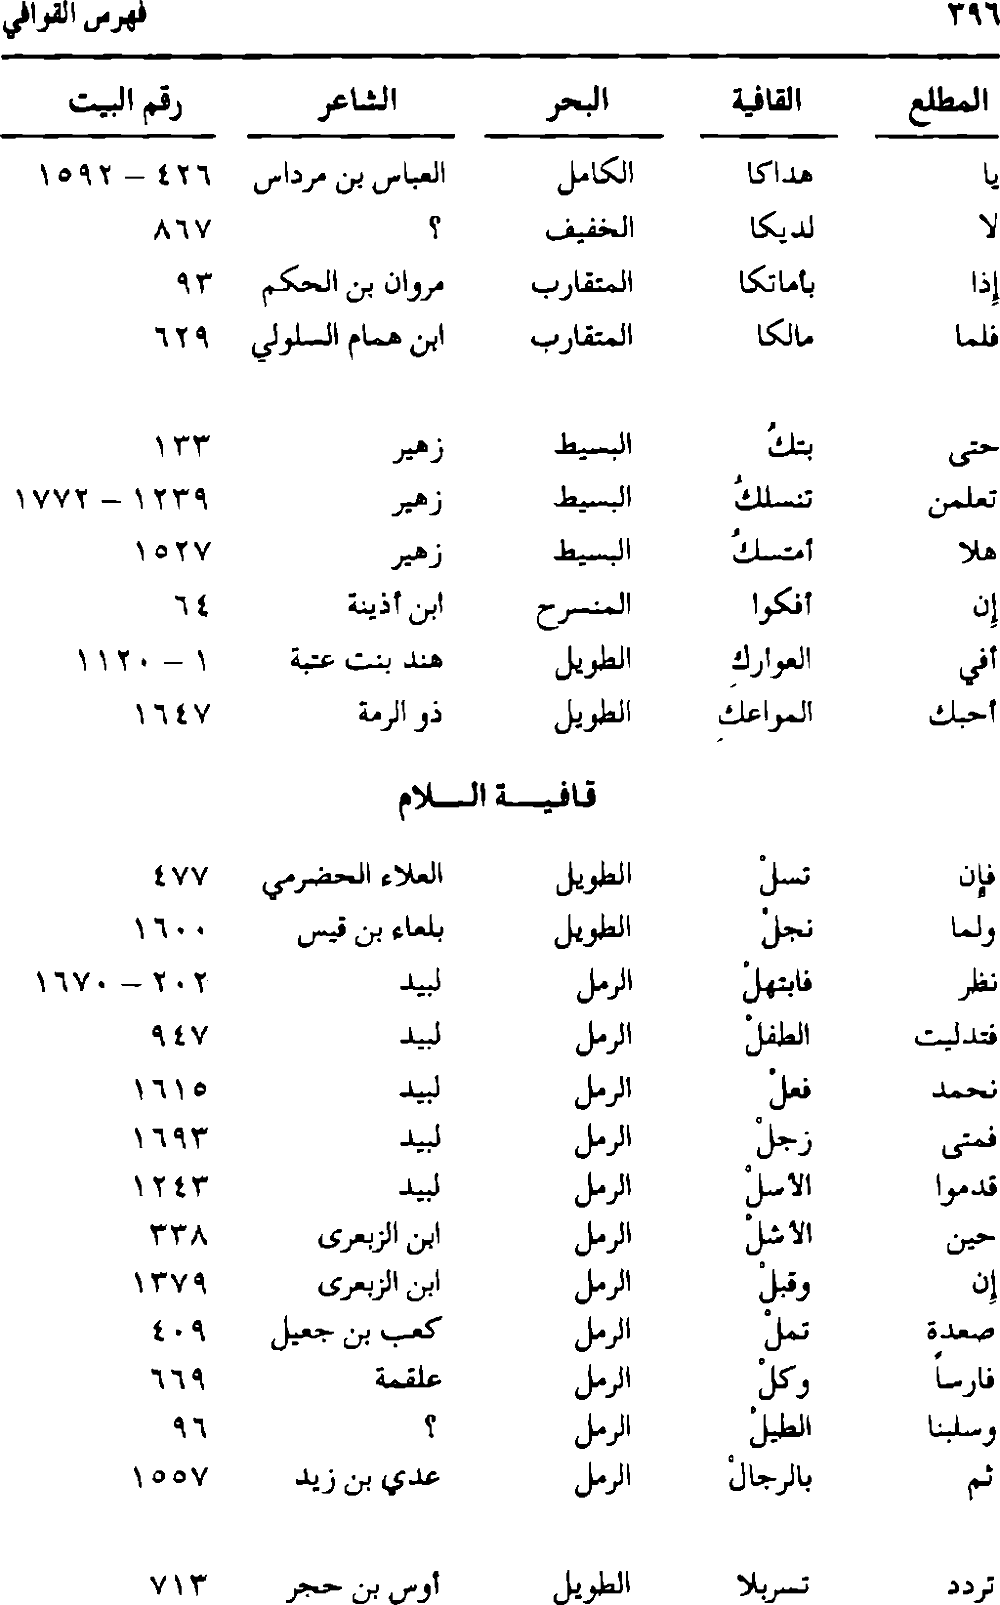 ٣٩٦ فهرس القوافي
المطلع القافية البحر الشاعر رقم البيت
يا هداكا الكامل العباس بن مرداس ٤٢٦ – ١٥٩٢
لا لديكا الخفيف ؟ ٨٦٧
إذا بأماتكا المتقارب مروان بن الحكم ٩٣
فلما مالكا المتقارب ابن همام السلولي ٦٢٩
حتى بتكُ البسيط زهير ١٣٣
تعلمن تنسلكُ البسيط زهير ١٢٣٩ – ١٧٧٢
هلا أمتسكُ البسيط زهير ١٥٢٧
إن أفكوا المنسرح ابن أذينة ٦٤
أفي العواركِ الطويل هند بنت عتبة ١ – ١١٢٠
أحبك المواعكِ الطويل ذو الرمة ١٦٤٧
قافيـــة الـــلام
فإن تسلْ الطويل العلاء الحضرمي ٤٧٧
ولما نجلْ الطويل بلعاء بن قيس ١٦٠٠
نظر فابتهلْ الرمل لبيد ٢٠٢ – ١٦٧٠
فتدليت الطفلْ الرمل لبيد ٩٤٧
نحمد فعلْ الرمل لبيد ١٦١٥
فمتى زجلْ الرمل لبيد ١٦٩٣
قدموا الأسلْ الرمل لبيد ١٢٤٣
حين الأشلْ الرمل ابن الزبعرى ٣٣٨
إن وقبلْ الرمل ابن الزبعرى ١٣٧٩
صعدة تملْ الرمل كعب بن جعيل ٤٠٩
فارساً وكلْ الرمل علقمة ٦٦٩
وسلبنا الطيلْ الرمل ؟ ٩٦
ثم بالرجالْ الرمل عدي بن زيد ١٥٥٧
تردد تسربلا الطويل أوس بن حجر ٧١٣